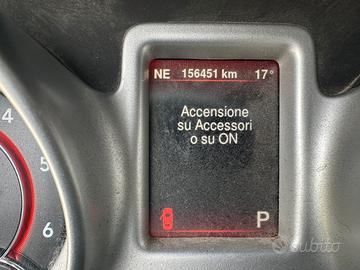 NE 156451 km 17°
Accensione
su Accessori
o su ON
P
4
5
6
subito